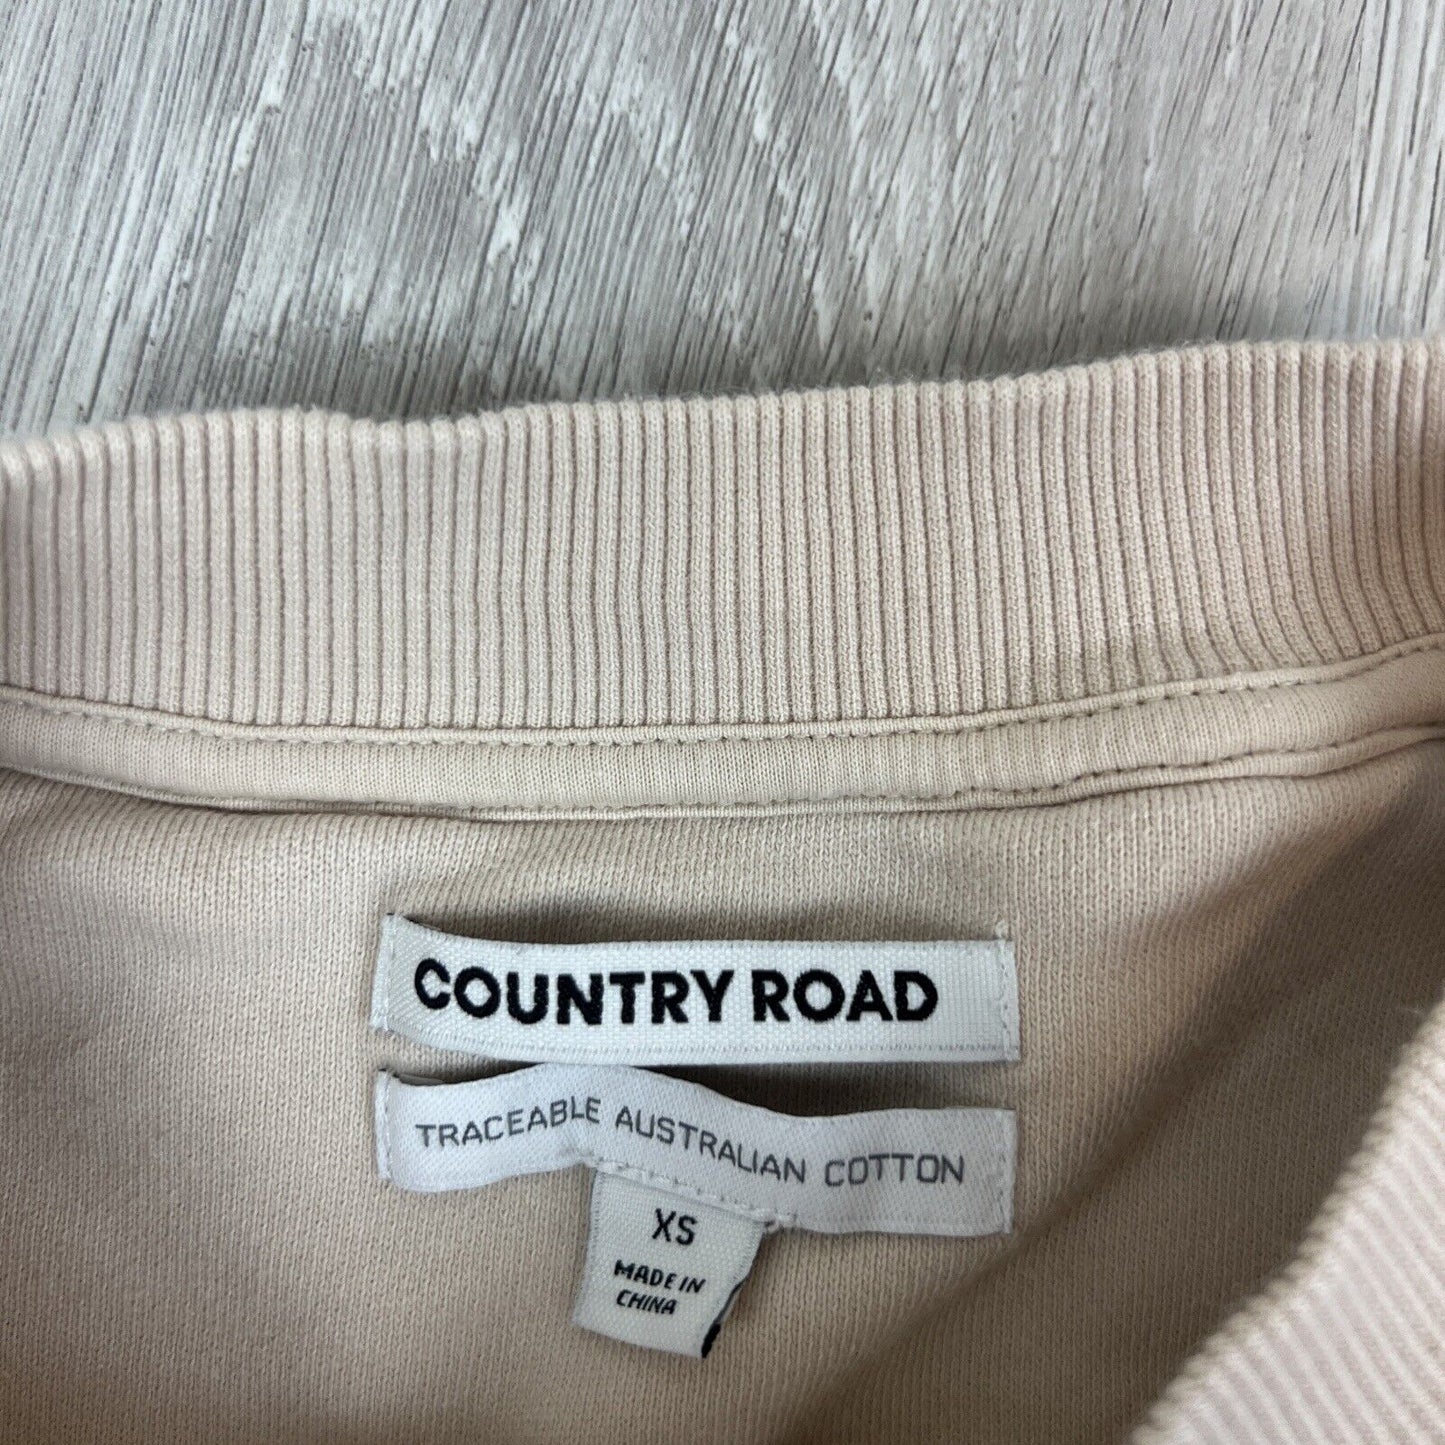 COUNTRY ROAD
TRACEABLE AUSTRALIAN COTTON
XS
MADE IN
CHINA